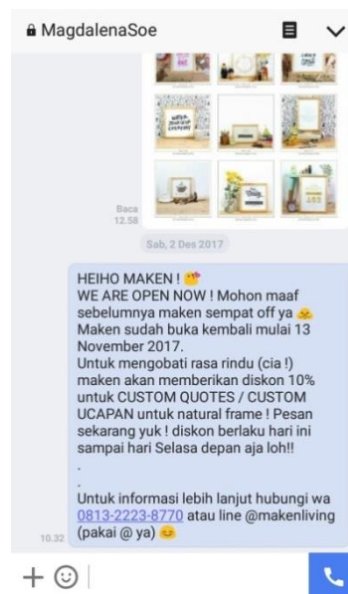 MagdalenaSoe
Baca
12.58
Sab, 2 Des 2017
HEIHO MAKEN ! 😘
WE ARE OPEN NOW ! Mohon maaf
sebelumnya maken sempat off ya 🙇
Maken sudah buka kembali mulai 13
November 2017.
Untuk mengobati rasa rindu (cia !)
maken akan memberikan diskon 10%
untuk CUSTOM QUOTES / CUSTOM
UCAPAN untuk natural frame ! Pesan
sekarang yuk ! diskon berlaku hari ini
sampai hari Selasa depan aja loh!!
.
.
Untuk informasi lebih lanjut hubungi wa
0813-2223-8770 atau line @makenliving
(pakai @ ya) 😊
10.32